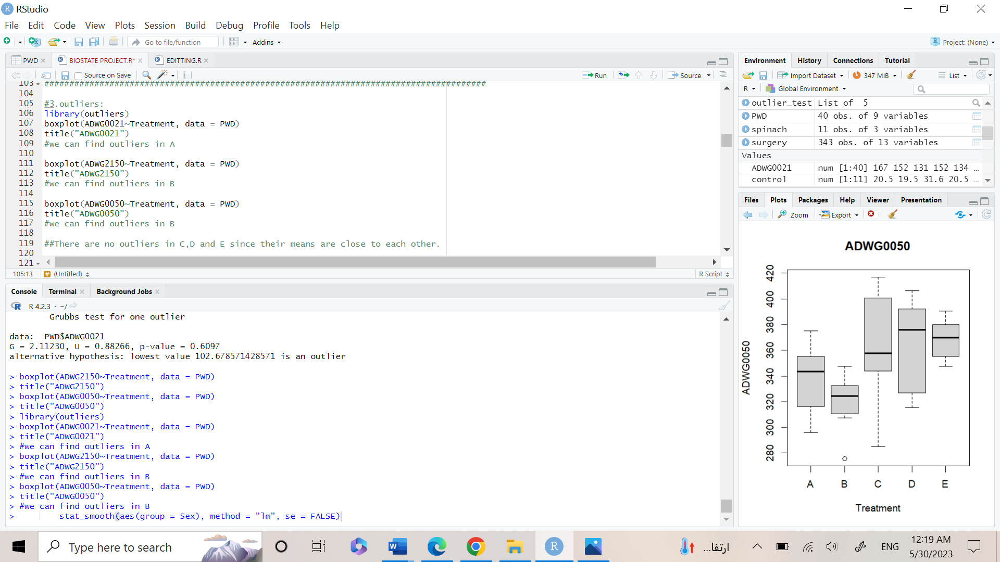 RStudio
File Edit Code View Plots Session Build Debug Profile Tools Help
Go to file/function Addins Project: (None)
PWD BIOSTATE PROJECT.R* EDITTING.R
Source on Save Run Source
103 ########################################################################################
104
105 #3.outliers:
106 library(outliers)
107 boxplot(ADWG0021~Treatment, data = PWD)
108 title("ADWG0021")
109 #we can find outliers in A
110
111 boxplot(ADWG2150~Treatment, data = PWD)
112 title("ADWG2150")
113 #we can find outliers in B
114
115 boxplot(ADWG0050~Treatment, data = PWD)
116 title("ADWG0050")
117 #we can find outliers in B
118
119 ##There are no outliers in C,D and E since their means are close to each other.
120
121
105:13 # (Untitled) R Script
Console Terminal Background Jobs
R R 4.2.3 · ~/
Grubbs test for one outlier
data: PWD$ADWG0021
G = 2.11230, U = 0.88266, p-value = 0.6097
alternative hypothesis: lowest value 102.678571428571 is an outlier
> boxplot(ADWG2150~Treatment, data = PWD)
> title("ADWG2150")
> boxplot(ADWG0050~Treatment, data = PWD)
> title("ADWG0050")
> library(outliers)
> boxplot(ADWG0021~Treatment, data = PWD)
> title("ADWG0021")
> #we can find outliers in A
> boxplot(ADWG2150~Treatment, data = PWD)
> title("ADWG2150")
> #we can find outliers in B
> boxplot(ADWG0050~Treatment, data = PWD)
> title("ADWG0050")
> #we can find outliers in B
> stat_smooth(aes(group = Sex), method = "lm", se = FALSE)
Environment History Connections Tutorial
Import Dataset 347 MiB List
R Global Environment
outlier_test List of 5
PWD 40 obs. of 9 variables
spinach 11 obs. of 3 variables
surgery 343 obs. of 13 variables
Values
ADWG0021 num [1:40] 167 152 131 152 134 ...
control num [1:11] 20.5 19.5 31.6 20.5 ...
Files Plots Packages Help Viewer Presentation
Zoom Export
ADWG0050
ADWG0050
420
400
380
360
340
320
300
280
A B C D E
Treatment
Type here to search
W R
ارتفا...
ENG
12:19 AM
5/30/2023